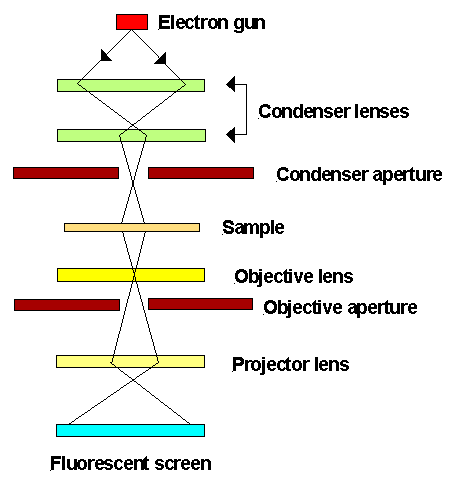 Electron gun
Condenser lenses
Condenser aperture
Sample
Objective lens
Objective aperture
Projector lens
Fluorescent screen